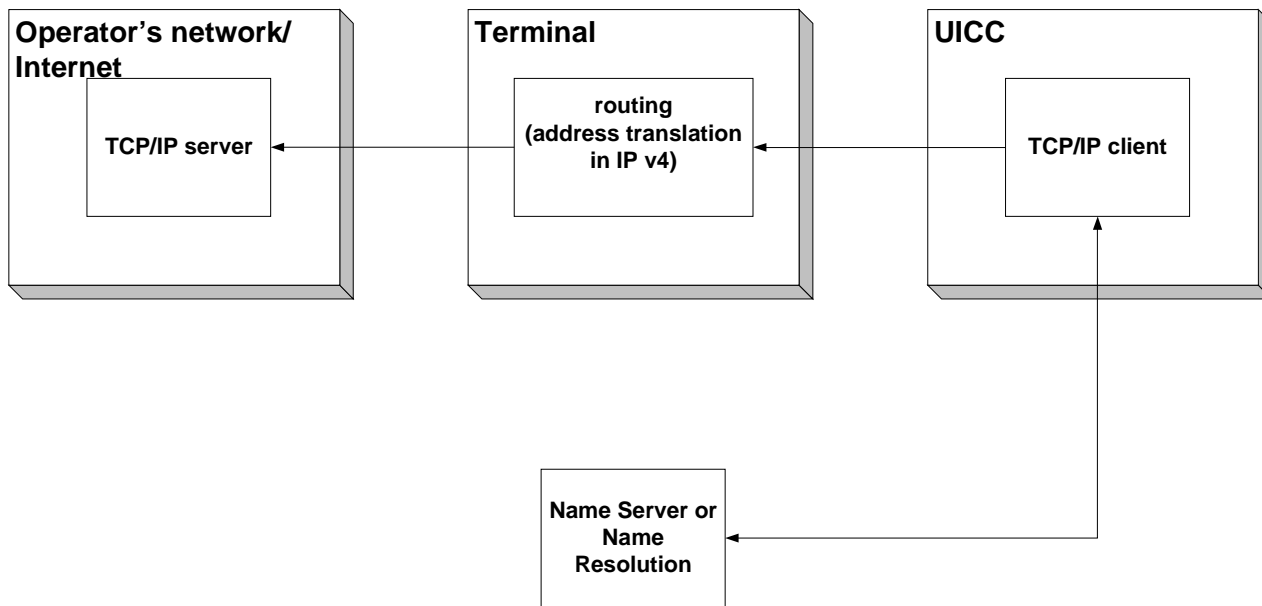 Operator’s network/
Internet
TCP/IP server
Terminal
routing
(address translation
in IP v4)
UICC
TCP/IP client
Name Server or
Name
Resolution